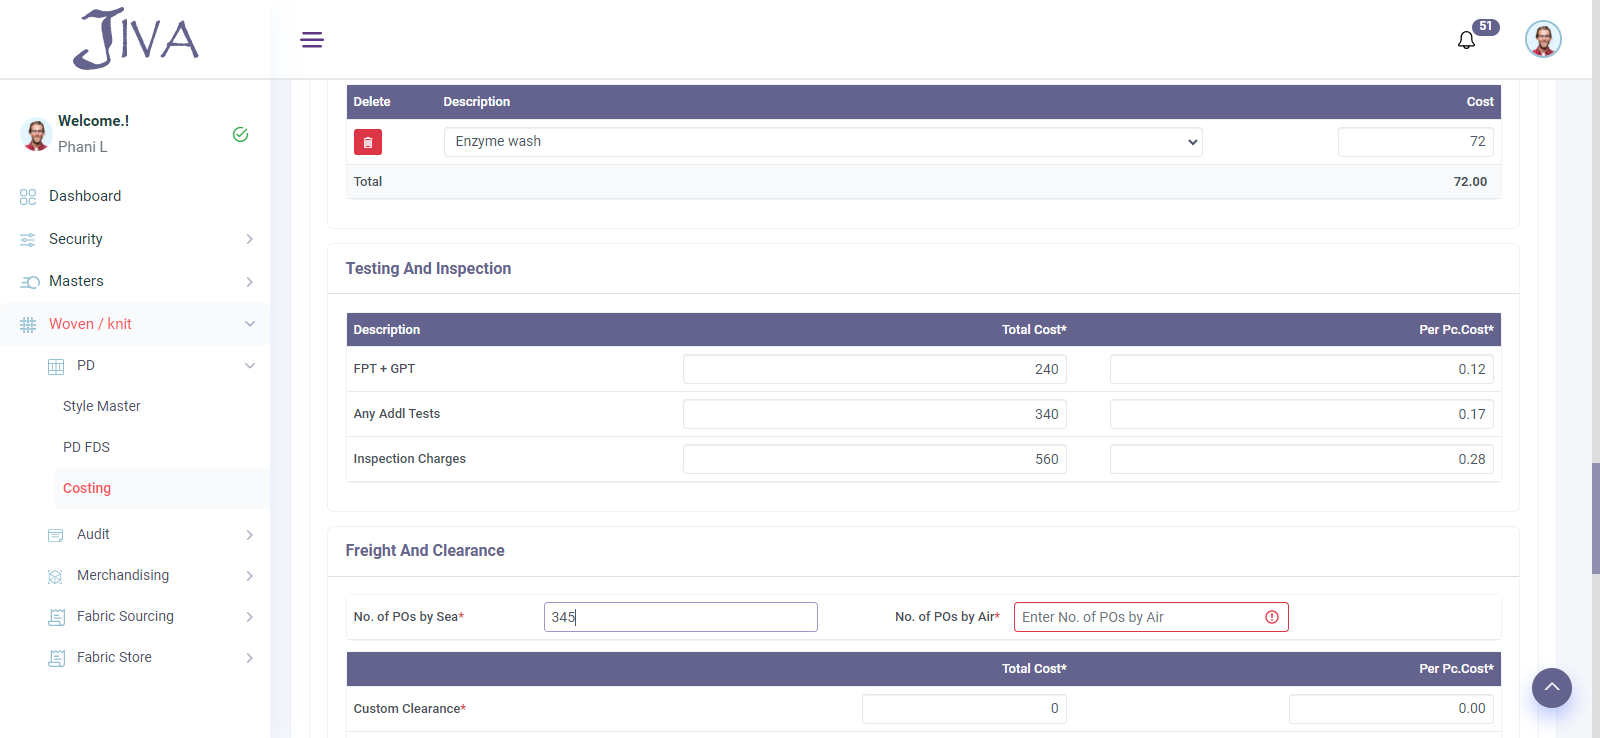 JIVA
51
Welcome.!
Phani L
Dashboard
Security
Masters
Woven / knit
PD
Style Master
PD FDS
Costing
Audit
Merchandising
Fabric Sourcing
Fabric Store
Delete Description Cost
Enzyme wash 72
Total 72.00
Testing And Inspection
Description Total Cost* Per Pc.Cost*
FPT + GPT 240 0.12
Any Addl Tests 340 0.17
Inspection Charges 560 0.28
Freight And Clearance
No. of POs by Sea* 345 No. of POs by Air* Enter No. of POs by Air
Total Cost* Per Pc.Cost*
Custom Clearance* 0 0.00